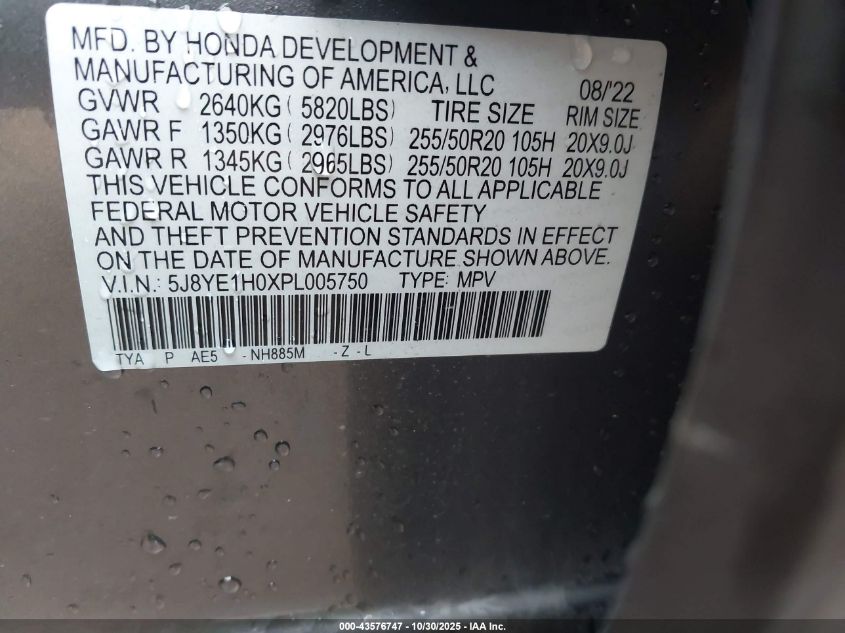 MFD. BY HONDA DEVELOPMENT &
MANUFACTURING OF AMERICA, LLC 08/'22
GVWR 2640KG ( 5820LBS) TIRE SIZE RIM SIZE
GAWR F 1350KG ( 2976LBS) 255/50R20 105H 20X9.0J
GAWR R 1345KG ( 2965LBS) 255/50R20 105H 20X9.0J
THIS VEHICLE CONFORMS TO ALL APPLICABLE
FEDERAL MOTOR VEHICLE SAFETY
AND THEFT PREVENTION STANDARDS IN EFFECT
ON THE DATE OF MANUFACTURE SHOWN ABOVE.
V.I.N.: 5J8YE1H0XPL005750 TYPE: MPV
TYA P AE5 -NH885M -Z-L
000-43576747 - 10/30/2025 - IAA Inc.